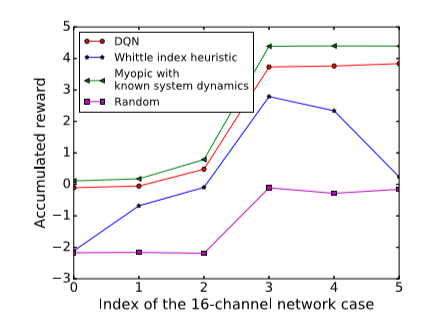 5
4
3
2
1
0
−1
−2
−3
Accumulated reward
DQN
Whittle index heuristic
Myopic with
known system dynamics
Random
0 1 2 3 4 5
Index of the 16-channel network case